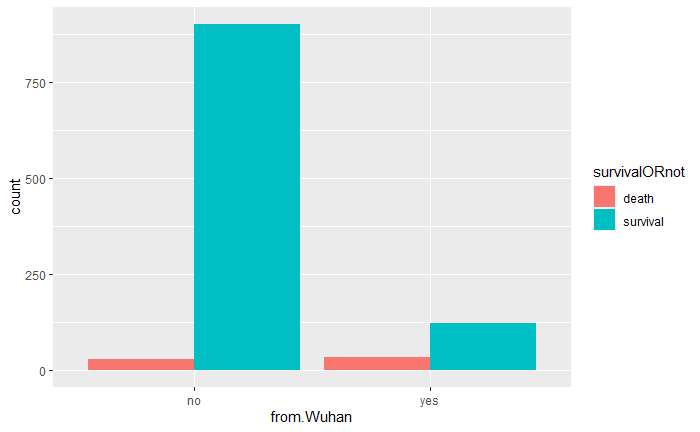 750
500
250
0
count
no
yes
from.Wuhan
survivalORnot
death
survival